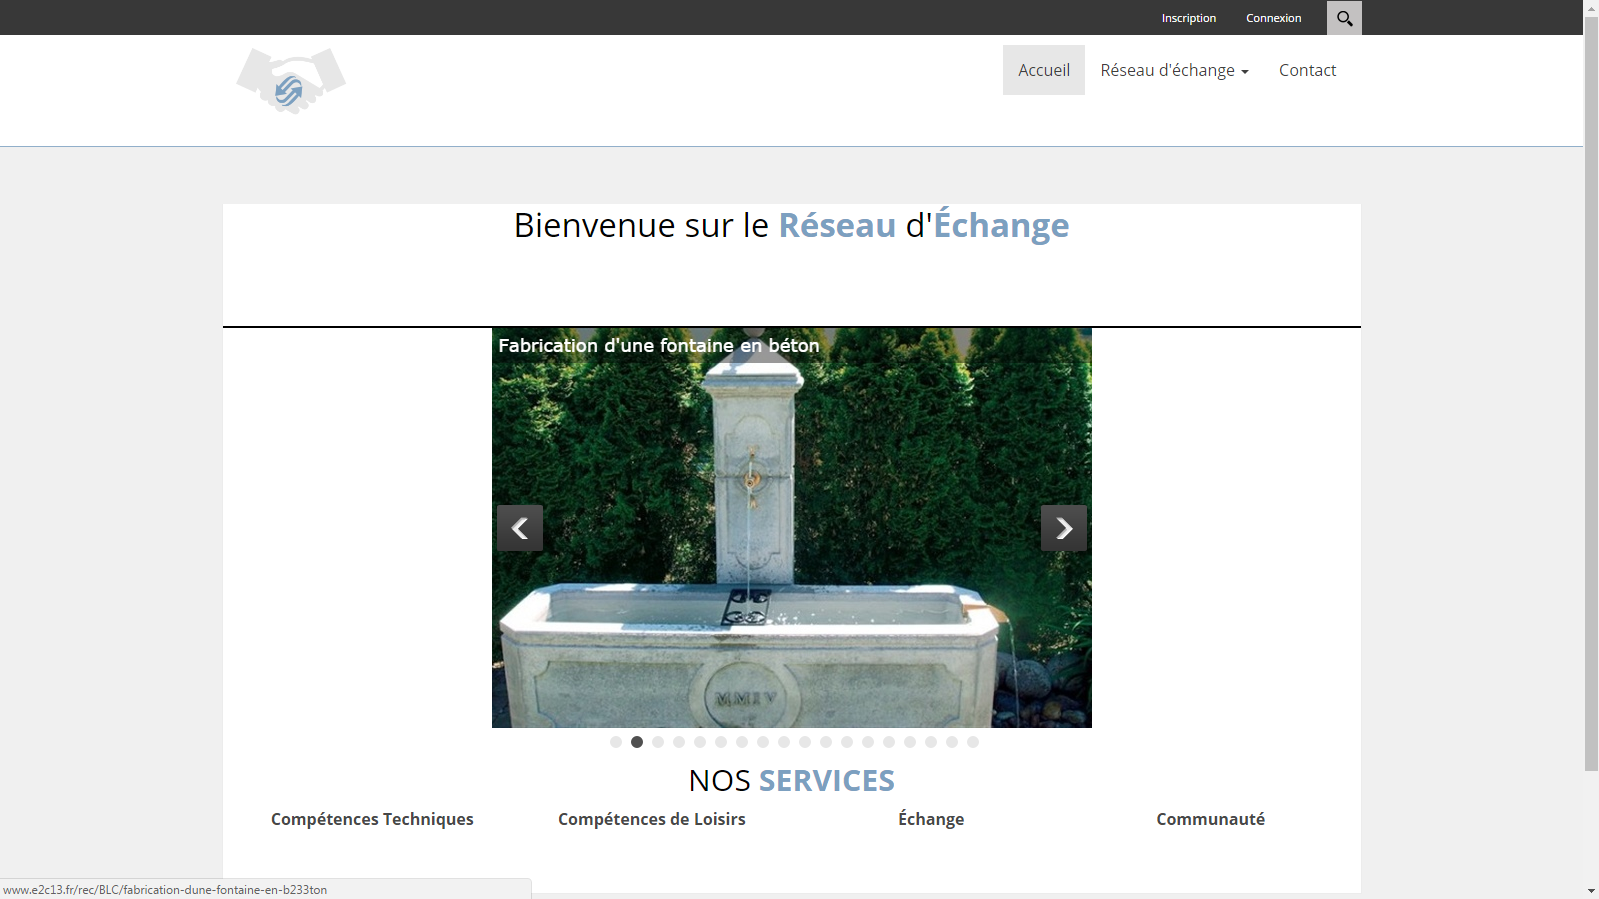 Inscription Connexion
Accueil Réseau d'échange Contact
Bienvenue sur le Réseau d'Échange
Fabrication d'une fontaine en béton
MMIV
NOS SERVICES
Compétences Techniques Compétences de Loisirs Échange Communauté
www.e2c13.fr/rec/BLC/fabrication-dune-fontaine-en-b233ton